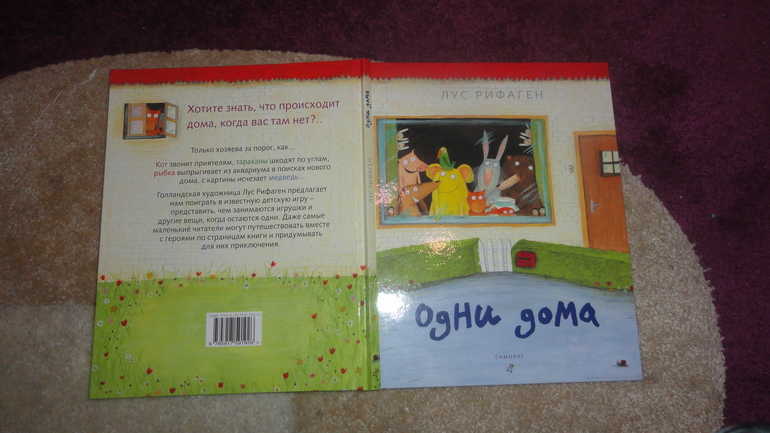 Хотите знать, что происходит
дома, когда вас там нет?..
Только хозяева за порог, как...
Кот звонит приятелям, тараканы шкодят по углам,
рыбка выпрыгивает из аквариума в поисках нового
дома, с картины исчезает медведь...
Голландская художница Лус Рифаген предлагает
нам поиграть в известную детскую игру –
представить, чем занимаются игрушки и
другие вещи, когда остаются одни. Даже самые
маленькие читатели могут путешествовать вместе
с героями по страницам книги и придумывать
для них приключения.
одни дома
РИФАГЕН
ЛУС РИФАГЕН
одни дома
САМОКАТ